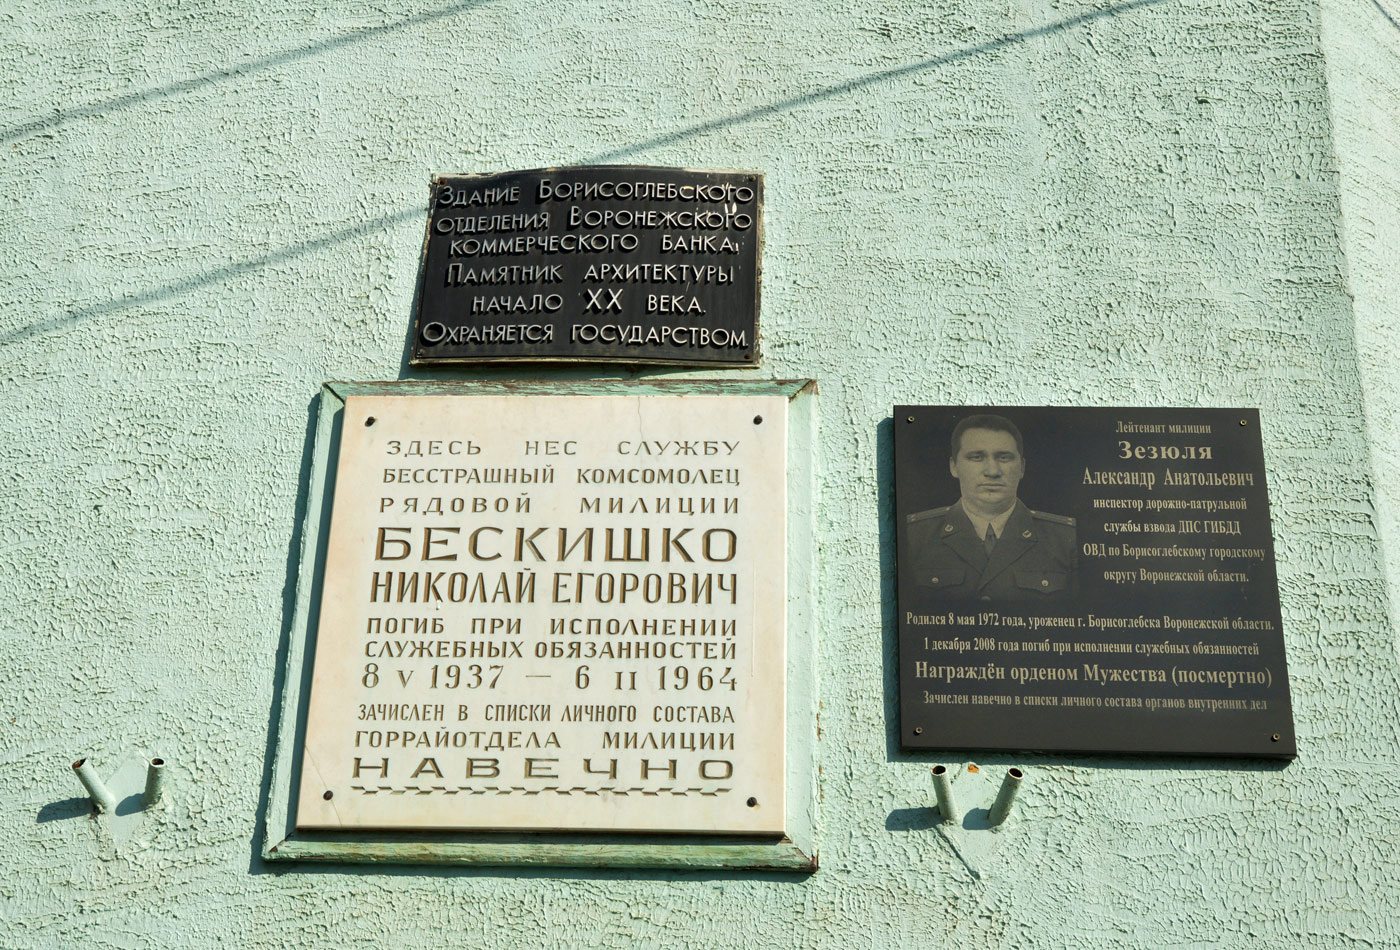 Здание Борисоглебского
отделения Воронежского
коммерческого банка.
Памятник архитектуры
начало XX века.
Охраняется государством.
ЗДЕСЬ НЕС СЛУЖБУ
БЕССТРАШНЫЙ КОМСОМОЛЕЦ
РЯДОВОЙ МИЛИЦИИ
БЕСКИШКО
НИКОЛАЙ ЕГОРОВИЧ
ПОГИБ ПРИ ИСПОЛНЕНИИ
СЛУЖЕБНЫХ ОБЯЗАННОСТЕЙ
8 V 1937 — 6 II 1964
ЗАЧИСЛЕН В СПИСКИ ЛИЧНОГО СОСТАВА
ГОРРАЙОТДЕЛА МИЛИЦИИ
НАВЕЧНО
Лейтенант милиции
Зезюля
Александр Анатольевич
инспектор дорожно-патрульной
службы взвода ДПС ГИБДД
ОВД по Борисоглебскому городскому
округу Воронежской области.
Родился 8 мая 1972 года, уроженец г. Борисоглебска Воронежской области.
1 декабря 2008 года погиб при исполнении служебных обязанностей
Награждён орденом Мужества (посмертно)
Зачислен навечно в списки личного состава органов внутренних дел